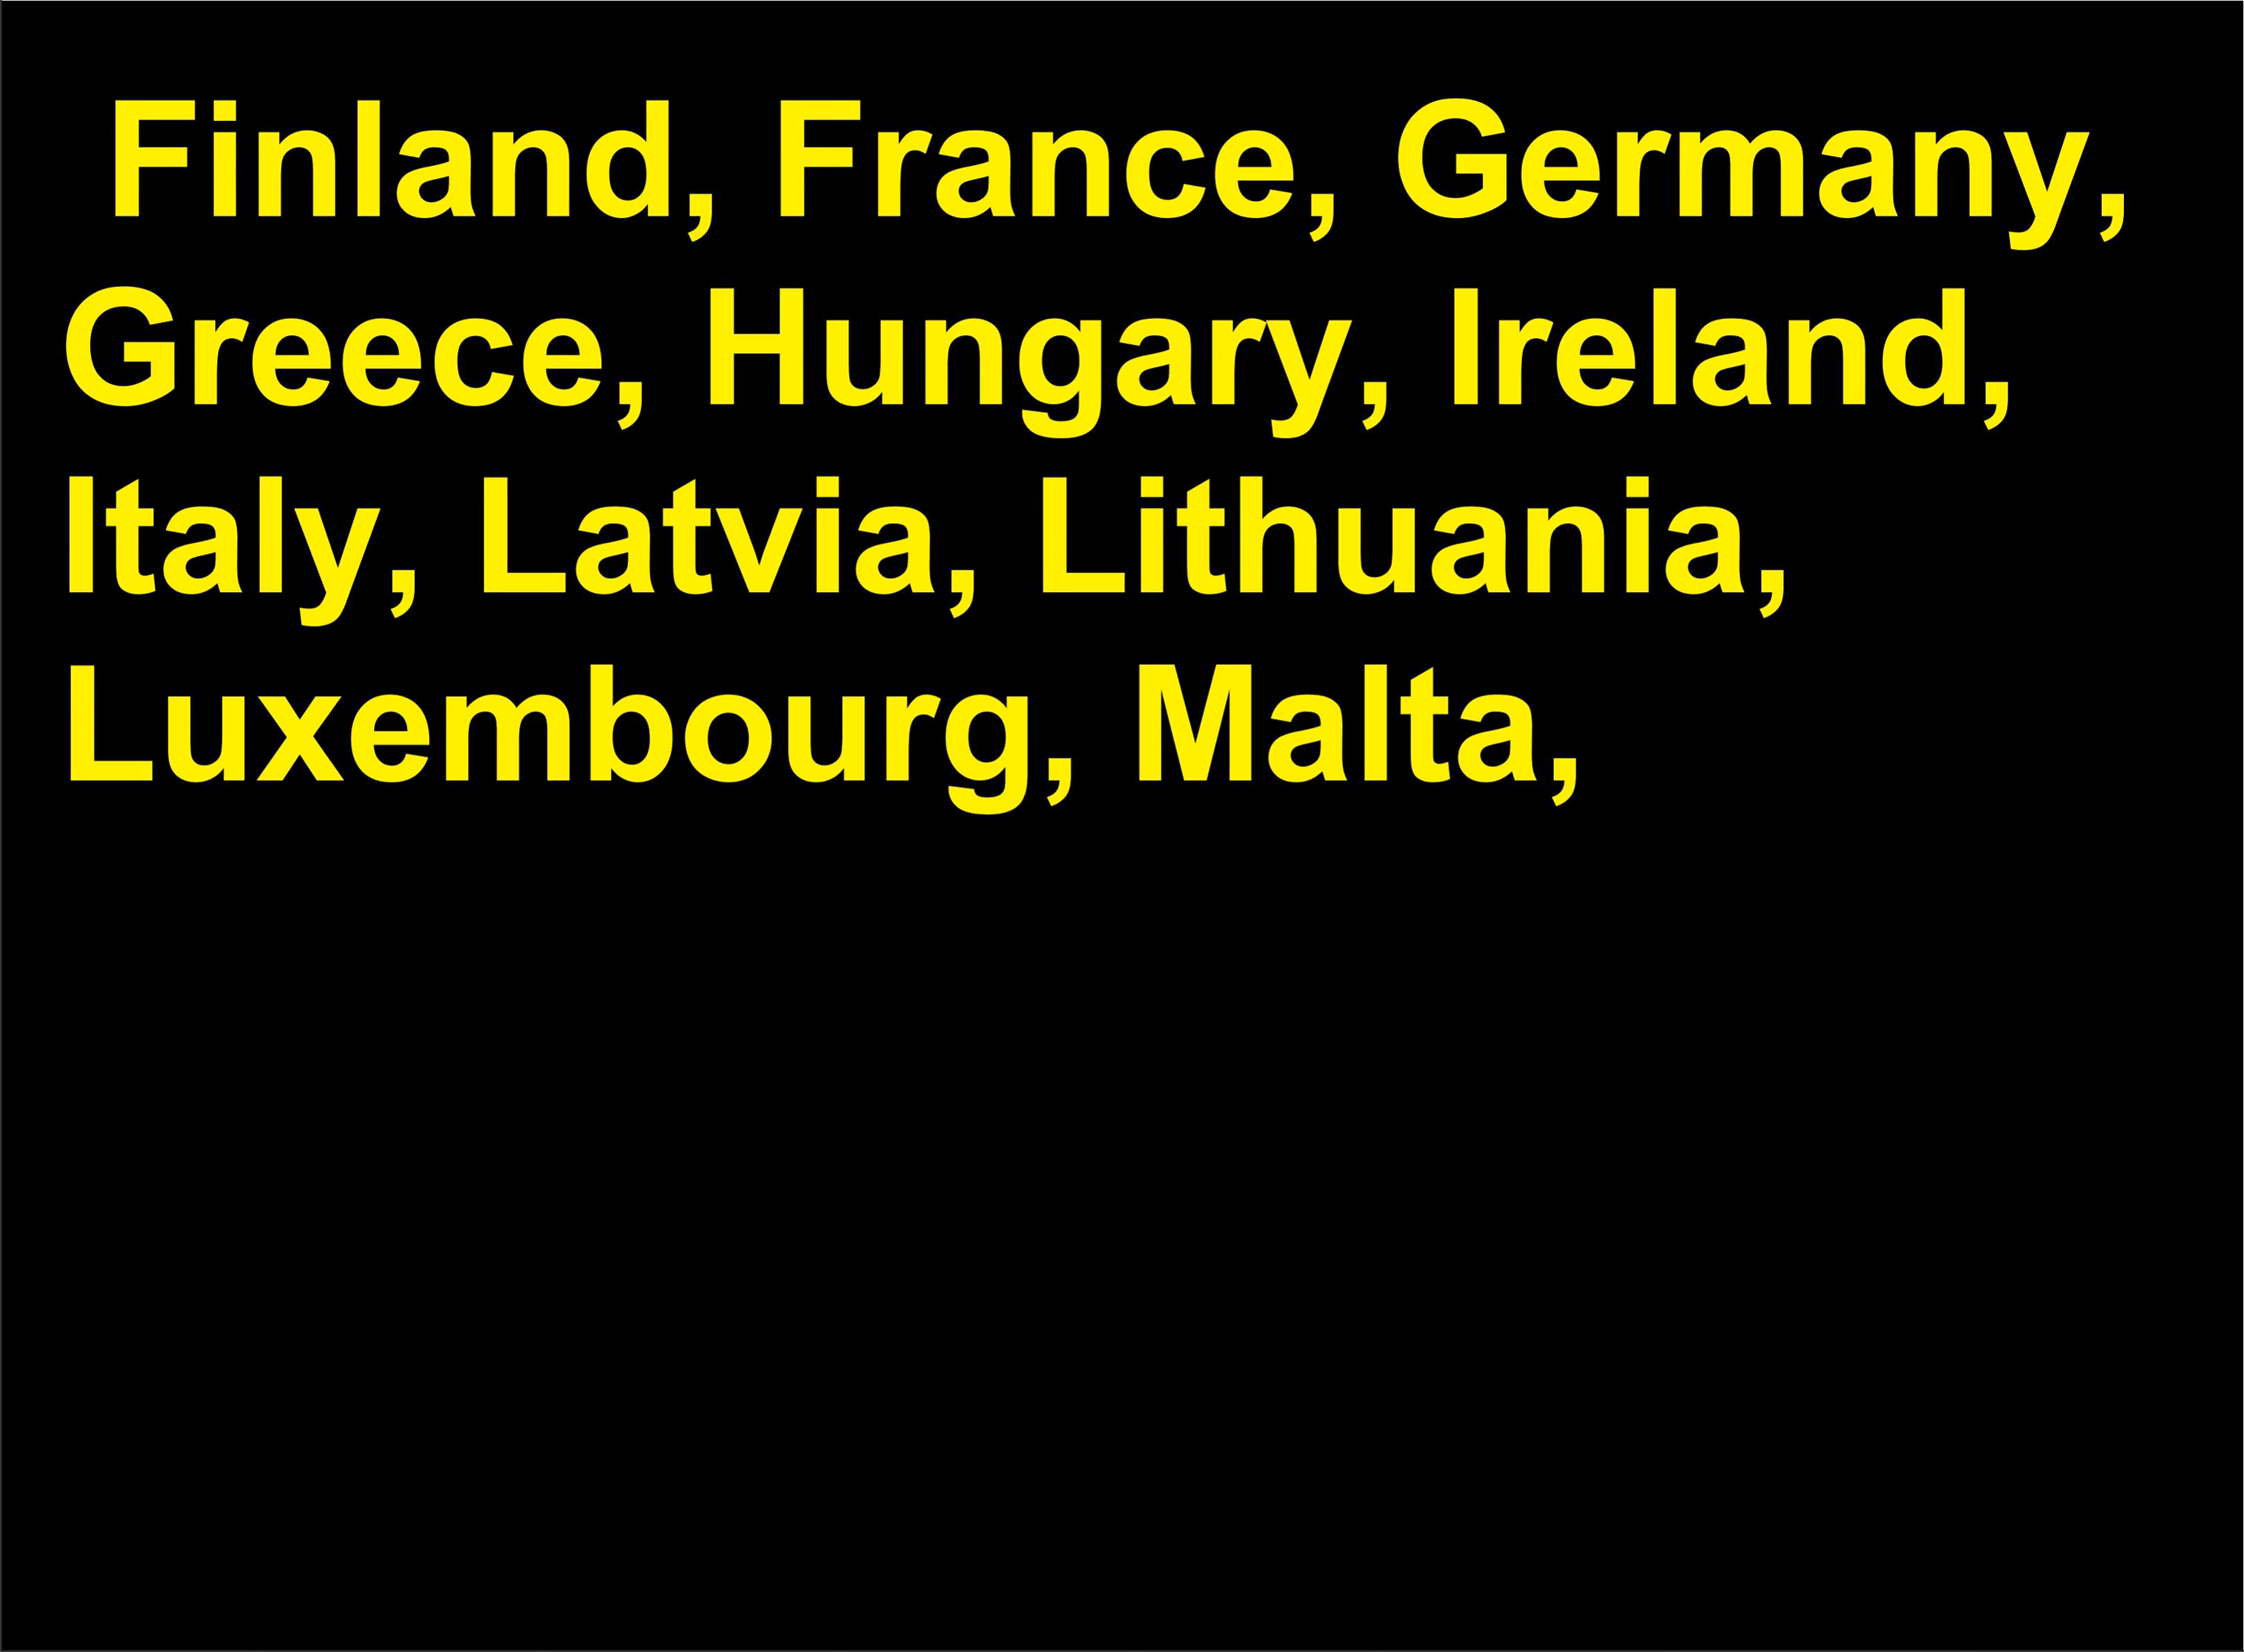 Finland, France, Germany,
Greece, Hungary, Ireland,
Italy, Latvia, Lithuania,
Luxembourg, Malta,